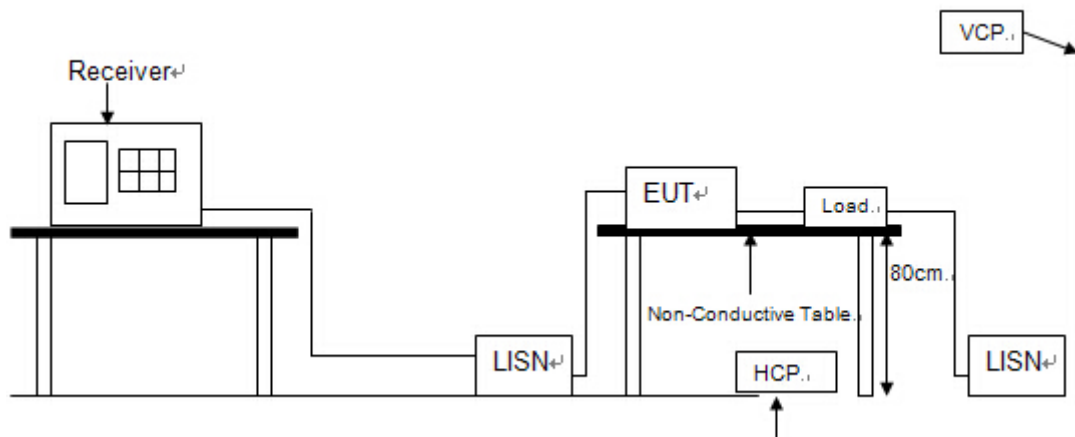 VCP.
Receiver↵
EUT↵
Load.
80cm.
Non-Conductive Table.
LISN↵
HCP.
LISN↵